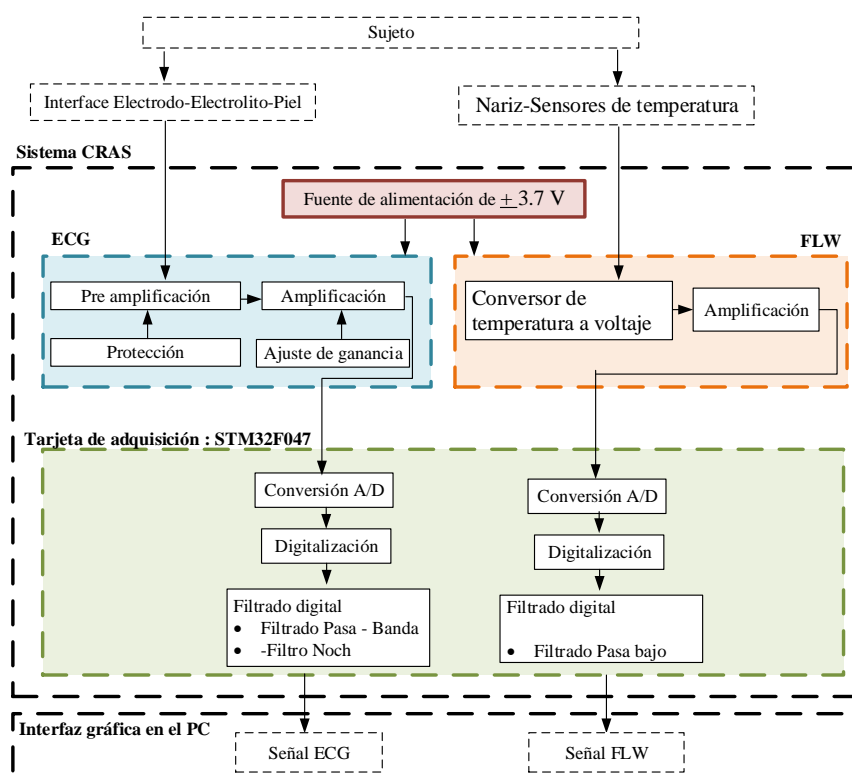 Sujeto
Interface Electrodo-Electrolito-Piel
Nariz-Sensores de temperatura
Sistema CRAS
Fuente de alimentación de ± 3.7 V
ECG
FLW
Pre amplificación
Amplificación
Protección
Ajuste de ganancia
Conversor de
temperatura a voltaje
Amplificación
Tarjeta de adquisición : STM32F047
Conversión A/D
Conversión A/D
Digitalización
Digitalización
Filtrado digital
• Filtrado Pasa - Banda
• -Filtro Noch
Filtrado digital
• Filtrado Pasa bajo
Interfaz gráfica en el PC
Señal ECG
Señal FLW